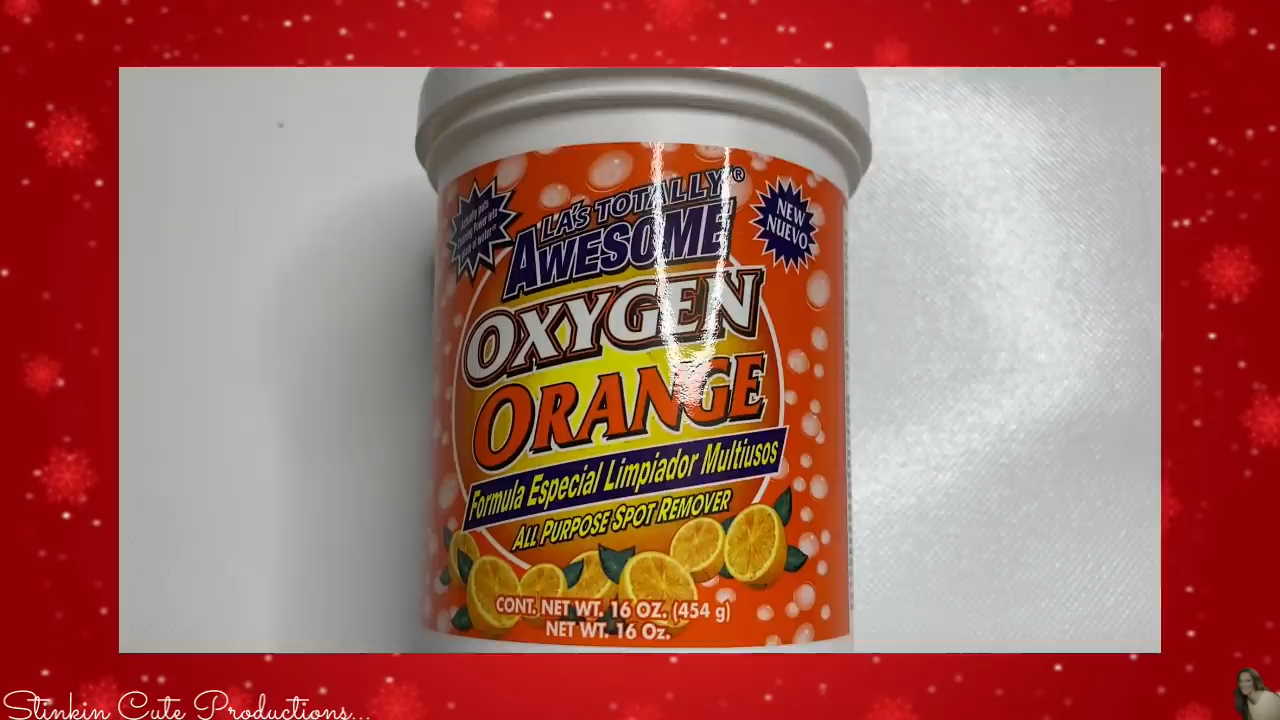 LA'S TOTALLY®
AWESOME
NEW
NUEVO
OXYGEN
ORANGE
Formula Especial Limpiador Multiusos
ALL PURPOSE SPOT REMOVER
CONT. NET WT. 16 OZ. (454 g)
NET WT. 16 Oz.
Stinkin Cute Productions...